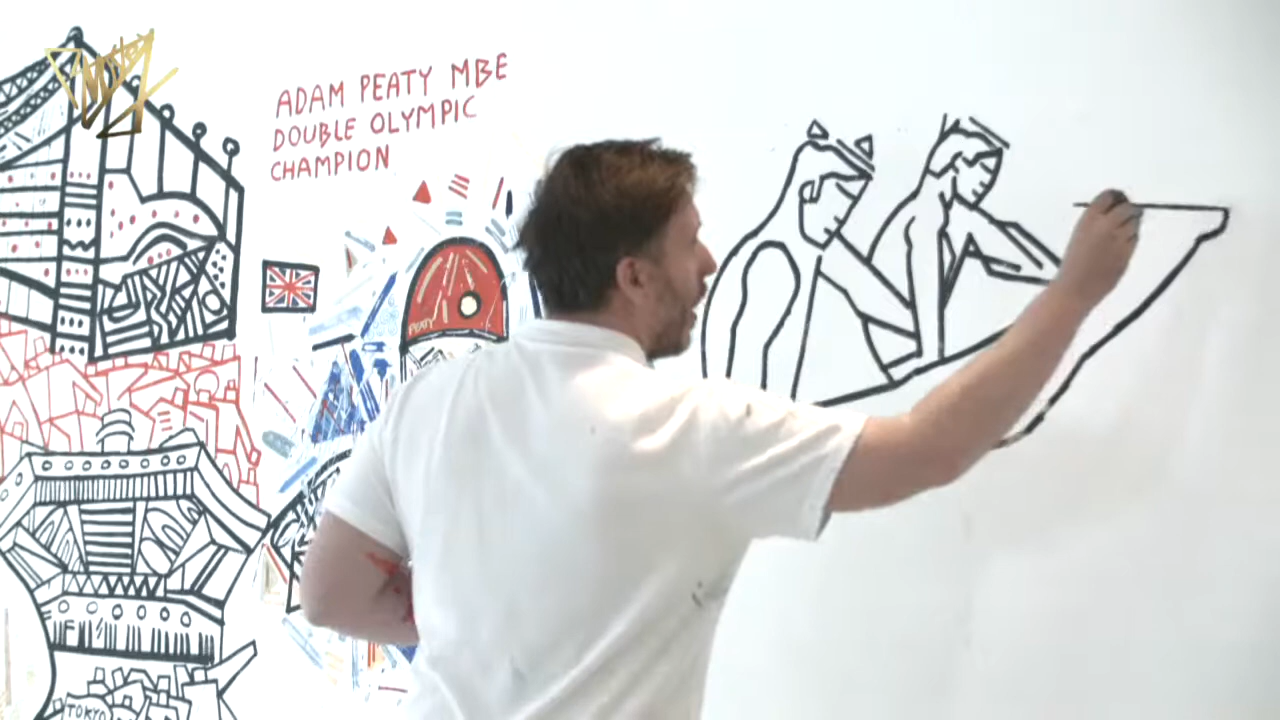 ADAM PEATY MBE
DOUBLE OLYMPIC
CHAMPION
PEATY
TOKYO